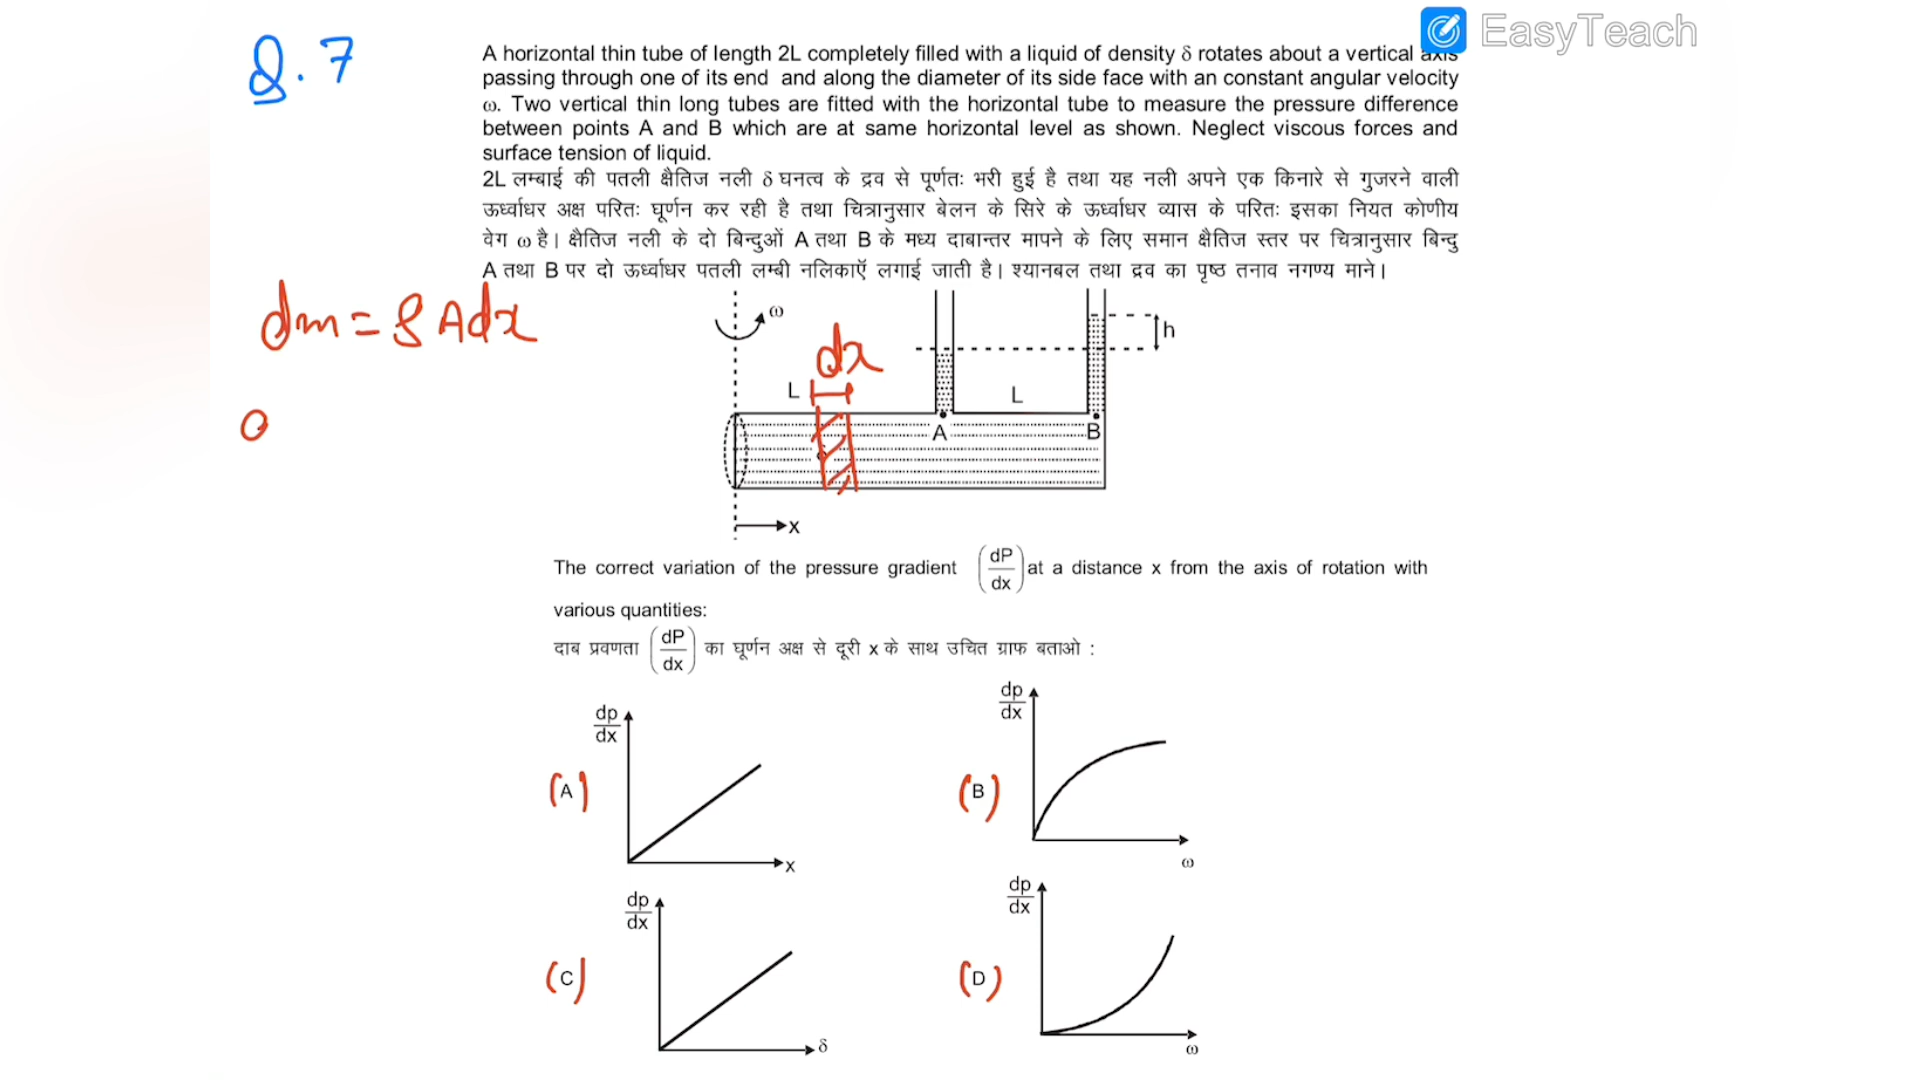 EasyTeach
Q.7
A horizontal thin tube of length 2L completely filled with a liquid of density δ rotates about a vertical axis
passing through one of its end and along the diameter of its side face with an constant angular velocity
ω. Two vertical thin long tubes are fitted with the horizontal tube to measure the pressure difference
between points A and B which are at same horizontal level as shown. Neglect viscous forces and
surface tension of liquid.
2L लम्बाई की पतली क्षैतिज नली δ घनत्व के द्रव से पूर्णतः भरी हुई है तथा यह नली अपने एक किनारे से गुजरने वाली
ऊर्ध्वाधर अक्ष परितः घूर्णन कर रही है तथा चित्रानुसार बेलन के सिरे के ऊर्ध्वाधर व्यास के परितः इसका नियत कोणीय
वेग ω है। क्षैतिज नली के दो बिन्दुओं A तथा B के मध्य दाबान्तर मापने के लिए समान क्षैतिज स्तर पर चित्रानुसार बिन्दु
A तथा B पर दो ऊर्ध्वाधर पतली लम्बी नलिकाएॅ लगाई जाती है। श्यानबल तथा द्रव का पृष्ठ तनाव नगण्य माने।
dm = ρAdx
ω
dx
h
L
L
A
B
x
The correct variation of the pressure gradient (dP/dx) at a distance x from the axis of rotation with
various quantities:
दाब प्रवणता (dP/dx) का घूर्णन अक्ष से दूरी x के साथ उचित ग्राफ बताओ :
(A)
dp/dx
x
(B)
dp/dx
ω
(C)
dp/dx
δ
(D)
dp/dx
ω